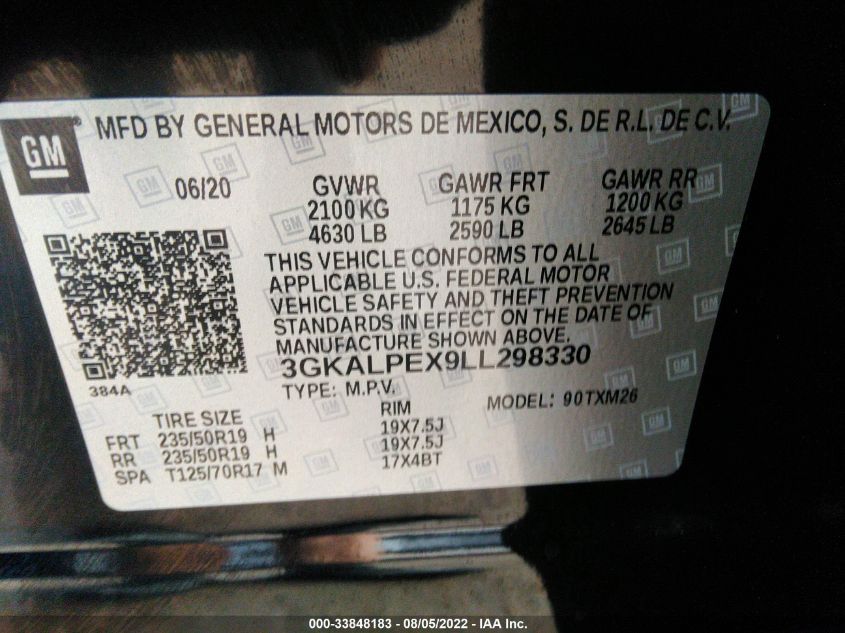 GM ® MFD BY GENERAL MOTORS DE MEXICO, S. DE R.L. DE C.V.
06/20 GVWR GAWR FRT GAWR RR
2100 KG 1175 KG 1200 KG
4630 LB 2590 LB 2645 LB
THIS VEHICLE CONFORMS TO ALL
APPLICABLE U.S. FEDERAL MOTOR
VEHICLE SAFETY AND THEFT PREVENTION
STANDARDS IN EFFECT ON THE DATE OF
MANUFACTURE SHOWN ABOVE.
3GKALPEX9LL298330
384A TYPE: M.P.V. MODEL: 90TXM26
TIRE SIZE RIM
FRT 235/50R19 H 19X7.5J
RR 235/50R19 H 19X7.5J
SPA T125/70R17 M 17X4BT
000-33848183 - 08/05/2022 - IAA Inc.